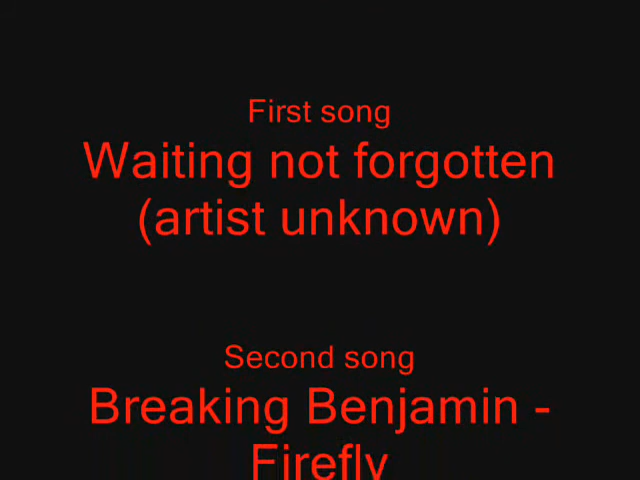 First song
Waiting not forgotten
(artist unknown)
Second song
Breaking Benjamin -
Firefly